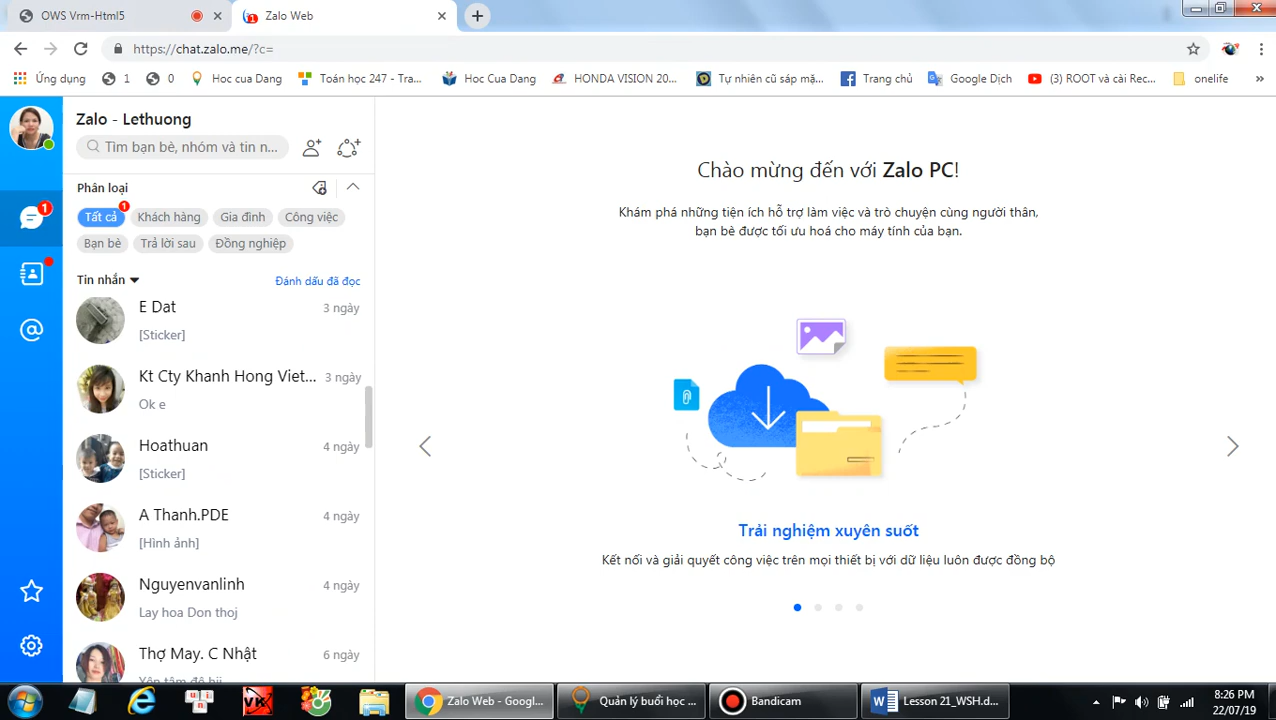 OWS Vrm-Html5
Zalo Web
https://chat.zalo.me/?c=
Ứng dụng
1
0
Hoc cua Dang
Toán học 247 - Tra...
Học Cua Dang
HONDA VISION 20...
Tự nhiên cũ sáp mặ...
Trang chủ
Google Dịch
(3) ROOT và cài Rec...
onelife
»
Zalo - Lethuong
Tìm bạn bè, nhóm và tin n...
Phân loại
Tất cả
1
Khách hàng
Gia đình
Công việc
Bạn bè
Trả lời sau
Đồng nghiệp
1
Tin nhắn
Đánh dấu đã đọc
E Dat
3 ngày
[Sticker]
Kt Cty Khanh Hong Viet...
3 ngày
Ok e
Hoathuan
4 ngày
[Sticker]
A Thanh.PDE
4 ngày
[Hình ảnh]
Nguyenvanlinh
4 ngày
Lay hoa Don thoj
Thợ May. C Nhật
6 ngày
Chào mừng đến với Zalo PC!
Khám phá những tiện ích hỗ trợ làm việc và trò chuyện cùng người thân,
bạn bè được tối ưu hoá cho máy tính của bạn.
Trải nghiệm xuyên suốt
Kết nối và giải quyết công việc trên mọi thiết bị với dữ liệu luôn được đồng bộ
Zalo Web - Googl...
Quản lý buổi học ...
Bandicam
Lesson 21_WSH.d...
8:26 PM
22/07/19